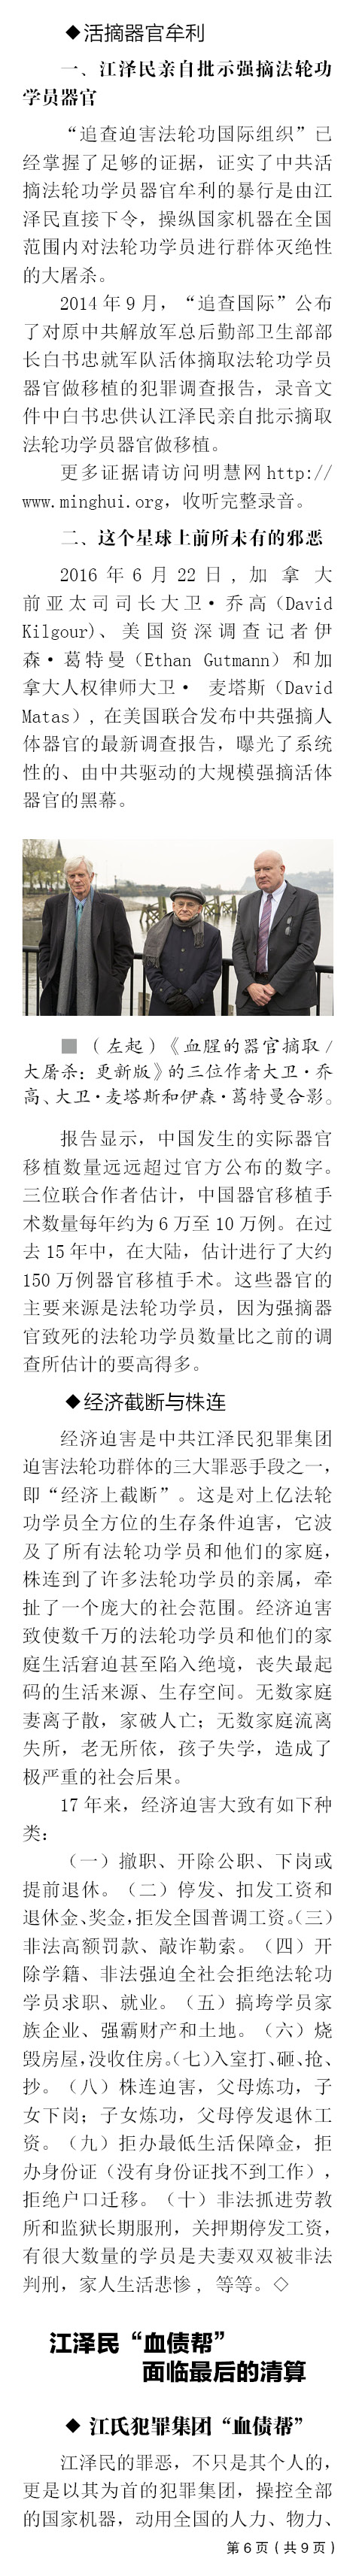 ◆活摘器官牟利
一、江泽民亲自批示强摘法轮功
学员器官
“追查迫害法轮功国际组织”已
经掌握了足够的证据，证实了中共活
摘法轮功学员器官牟利的暴行是由江
泽民直接下令，操纵国家机器在全国
范围内对法轮功学员进行群体灭绝性
的大屠杀。
2014 年 9 月，“追查国际”公布
了对原中共解放军总后勤部卫生部部
长白书忠就军队活体摘取法轮功学员
器官做移植的犯罪调查报告，录音文
件中白书忠供认江泽民亲自批示摘取
法轮功学员器官做移植。
更多证据请访问明慧网 http://
www.minghui.org，收听完整录音。
二、这个星球上前所未有的邪恶
2016 年 6 月 22 日，加 拿 大
前亚太司司长大卫·乔高（David
Kilgour）、美国资深调查记者伊
森·葛特曼（Ethan Gutmann）和加
拿大人权律师大卫· 麦塔斯（David
Matas），在美国联合发布中共强摘人
体器官的最新调查报告，曝光了系统
性的、由中共驱动的大规模强摘活体
器官的黑幕。
■（左起）《血腥的器官摘取 /
大屠杀：更新版》的三位作者大卫·乔
高、大卫·麦塔斯和伊森·葛特曼合影。
报告显示，中国发生的实际器官
移植数量远远超过官方公布的数字。
三位联合作者估计，中国器官移植手
术数量每年约为 6 万至 10 万例。在过
去 15 年中，在大陆，估计进行了大约
150 万例器官移植手术。这些器官的
主要来源是法轮功学员，因为强摘器
官致死的法轮功学员数量比之前的调
查所估计的要高得多。
◆经济截断与株连
经济迫害是中共江泽民犯罪集团
迫害法轮功群体的三大罪恶手段之一，
即“经济上截断”。这是对上亿法轮
功学员全方位的生存条件迫害，它波
及了所有法轮功学员和他们的家庭，
株连到了许多法轮功学员的亲属，牵
扯了一个庞大的社会范围。经济迫害
致使数千万的法轮功学员和他们的家
庭生活窘迫甚至陷入绝境，丧失最起
码的生活来源、生存空间。无数家庭
妻离子散，家破人亡；无数家庭流离
失所，老无所依，孩子失学，造成了
极严重的社会后果。
17 年来，经济迫害大致有如下种
类：
（一）撤职、开除公职、下岗或
提前退休。（二）停发、扣发工资和
退休金、奖金，拒发全国普调工资。（三）
非法高额罚款、敲诈勒索。（四）开
除学籍、非法强迫全社会拒绝法轮功
学员求职、就业。（五）搞垮学员家
族企业、强霸财产和土地。（六）烧
毁房屋，没收住房。（七）入室打、砸、抢、
抄。（八）株连迫害，父母炼功，子
女下岗；子女炼功，父母停发退休工
资。（九）拒办最低生活保障金，拒
办身份证（没有身份证找不到工作），
拒绝户口迁移。（十）非法抓进劳教
所和监狱长期服刑，关押期停发工资，
有很大数量的学员是夫妻双双被非法
判刑，家人生活悲惨 ，等等。◇
江泽民“血债帮”
面临最后的清算
◆ 江氏犯罪集团“血债帮”
江泽民的罪恶，不只是其个人的，
更是以其为首的犯罪集团，操控全部
的国家机器，动用全国的人力、物力、
第 6 页 ( 共 9 页 )